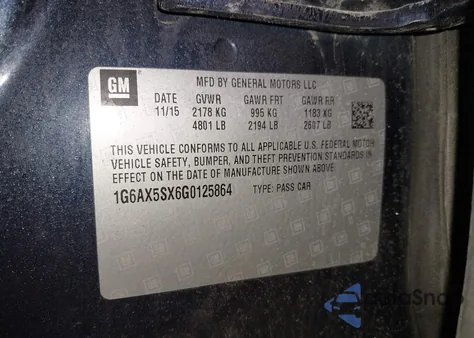 GM
MFD BY GENERAL MOTORS LLC
DATE GVWR GAWR FRT GAWR RR
11/15 2178 KG 995 KG 1183 KG
4801 LB 2194 LB 2607 LB
THIS VEHICLE CONFORMS TO ALL APPLICABLE U.S. FEDERAL MOTOR
VEHICLE SAFETY, BUMPER, AND THEFT PREVENTION STANDARDS IN
EFFECT ON THE DATE OF MANUFACTURE SHOWN ABOVE.
1G6AX5SX6G0125864 TYPE: PASS CAR